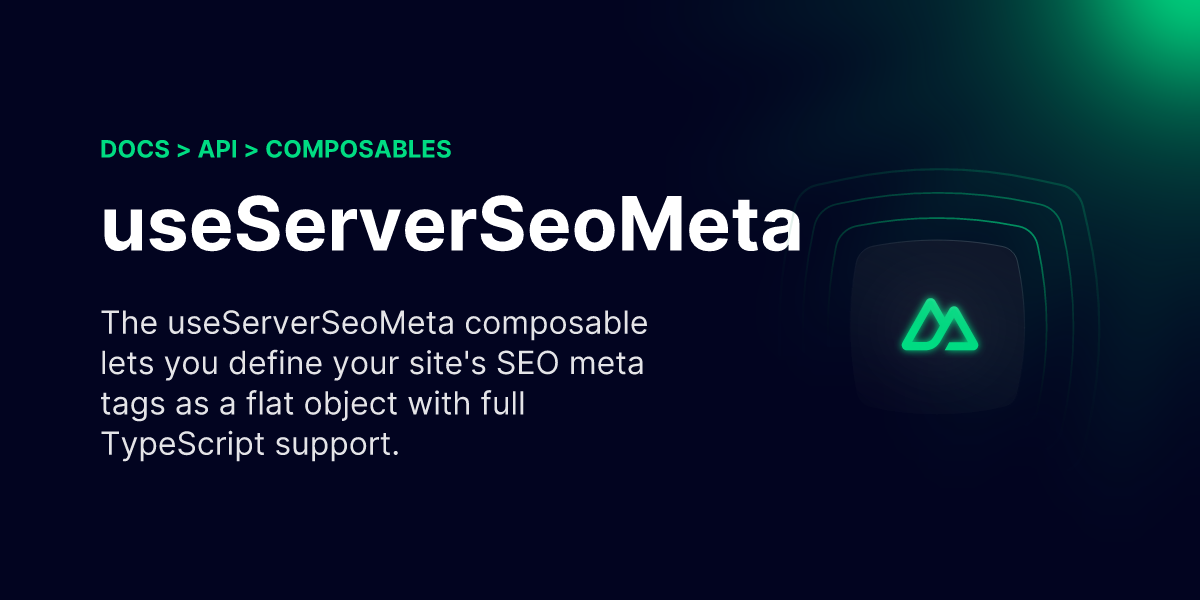 DOCS > API > COMPOSABLES
useServerSeoMeta
The useServerSeoMeta composable
lets you define your site's SEO meta
tags as a flat object with full
TypeScript support.